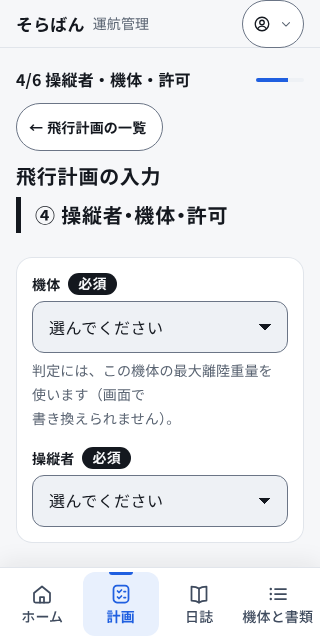 そらばん 運航管理
4/6 操縦者・機体・許可
← 飛行計画の一覧
飛行計画の入力
④ 操縦者・機体・許可
機体 必須
選んでください
判定には、この機体の最大離陸重量を
使います（画面で
書き換えられません）。
操縦者 必須
選んでください
ホーム 計画 日誌 機体と書類